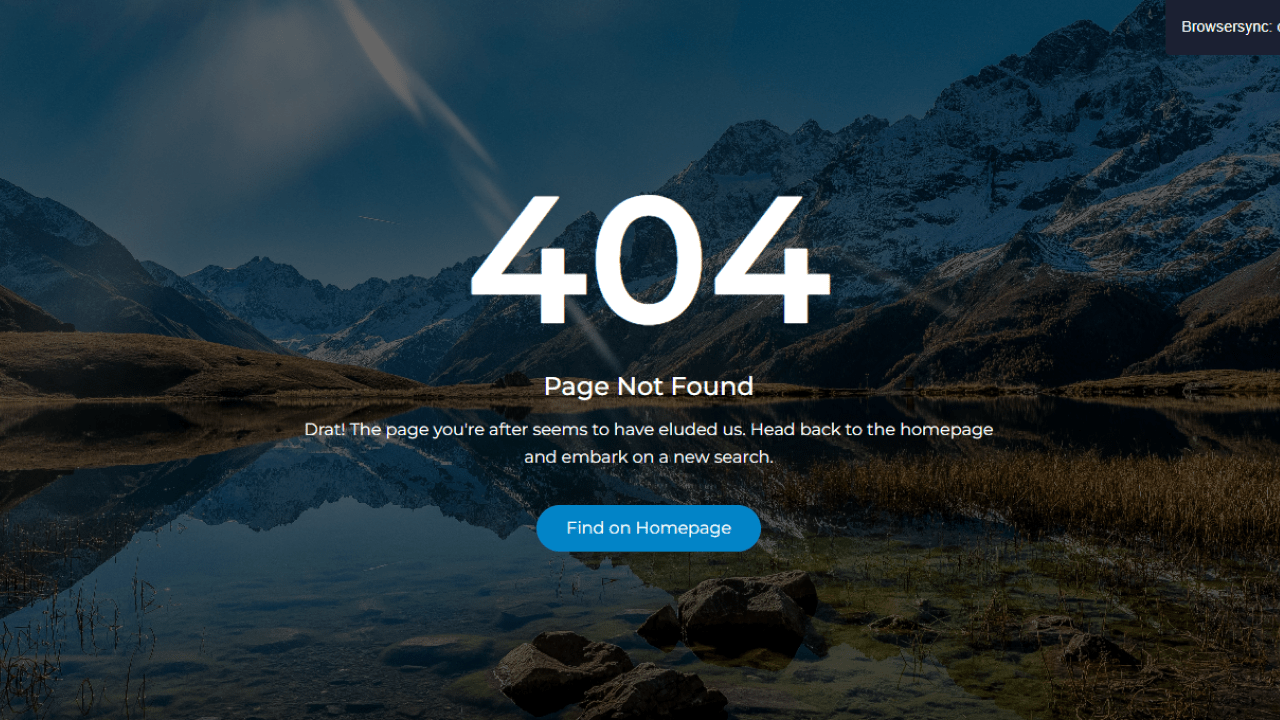 Browsersync:
404
Page Not Found
Drat! The page you're after seems to have eluded us. Head back to the homepage
and embark on a new search.
Find on Homepage